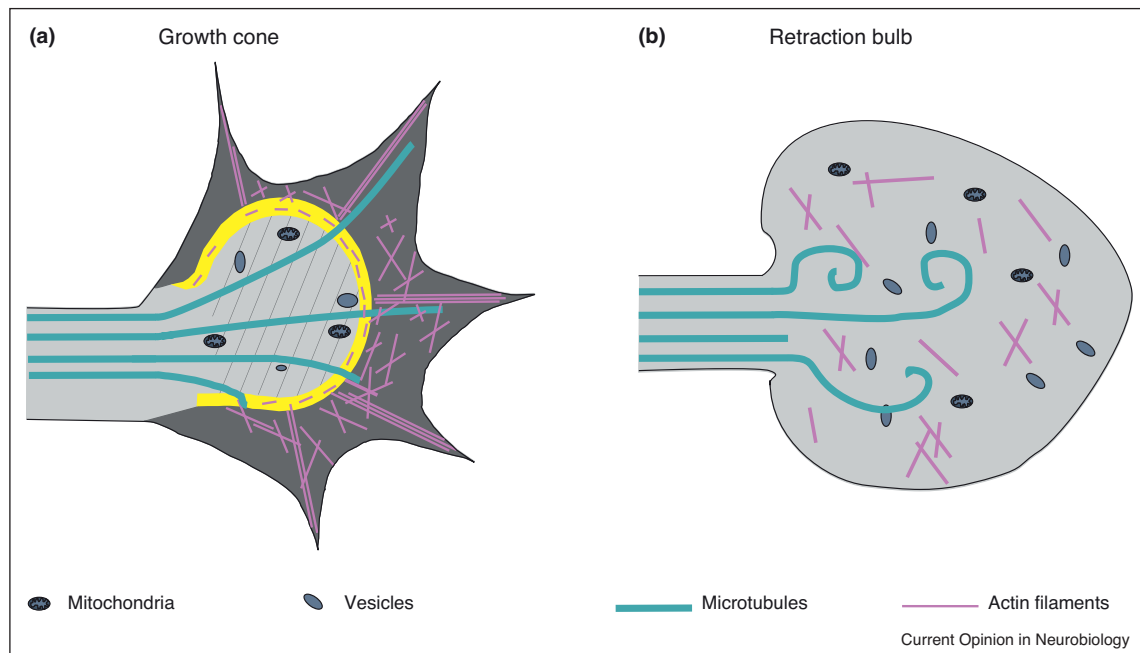 (a) Growth cone
(b) Retraction bulb
Mitochondria
Vesicles
Microtubules
Actin filaments
Current Opinion in Neurobiology